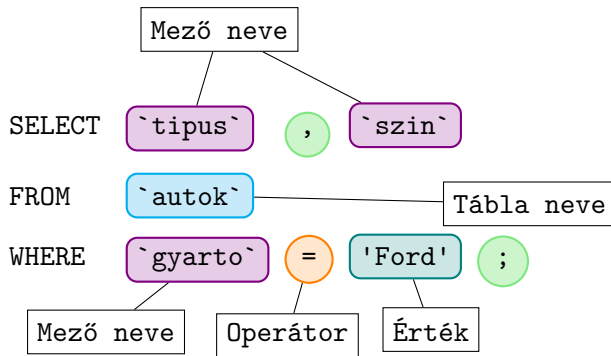 Mező neve
SELECT `tipus` , `szin`
FROM `autok`
Tábla neve
WHERE `gyarto` = 'Ford' ;
Mező neve Operátor Érték